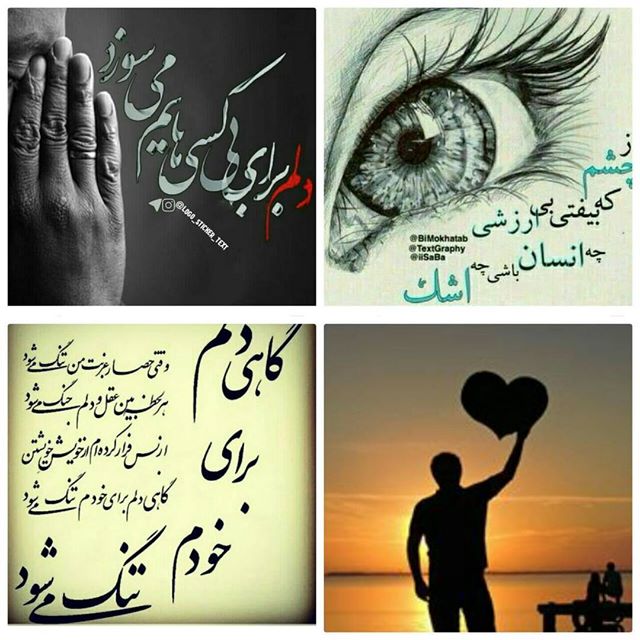 دلم برای بی کسی هایم می سوزد
@LOGO_STICKER_TEXT
از
چشم
که بیفتی بی ارزشی
چه انسان باشی چه
اشک
@BiMokhatab
@TextGraphy
@iiSaBa
گاهی دلم
برای
خودم
تنگ می شود
وقتی حصار غربت من تنگ می شود
هر لحظه بین عقل و دلم جنگ می شود
از بس فرار کرده ام از خویش خویشتن
گاهی دلم برای خودم تنگ می شود